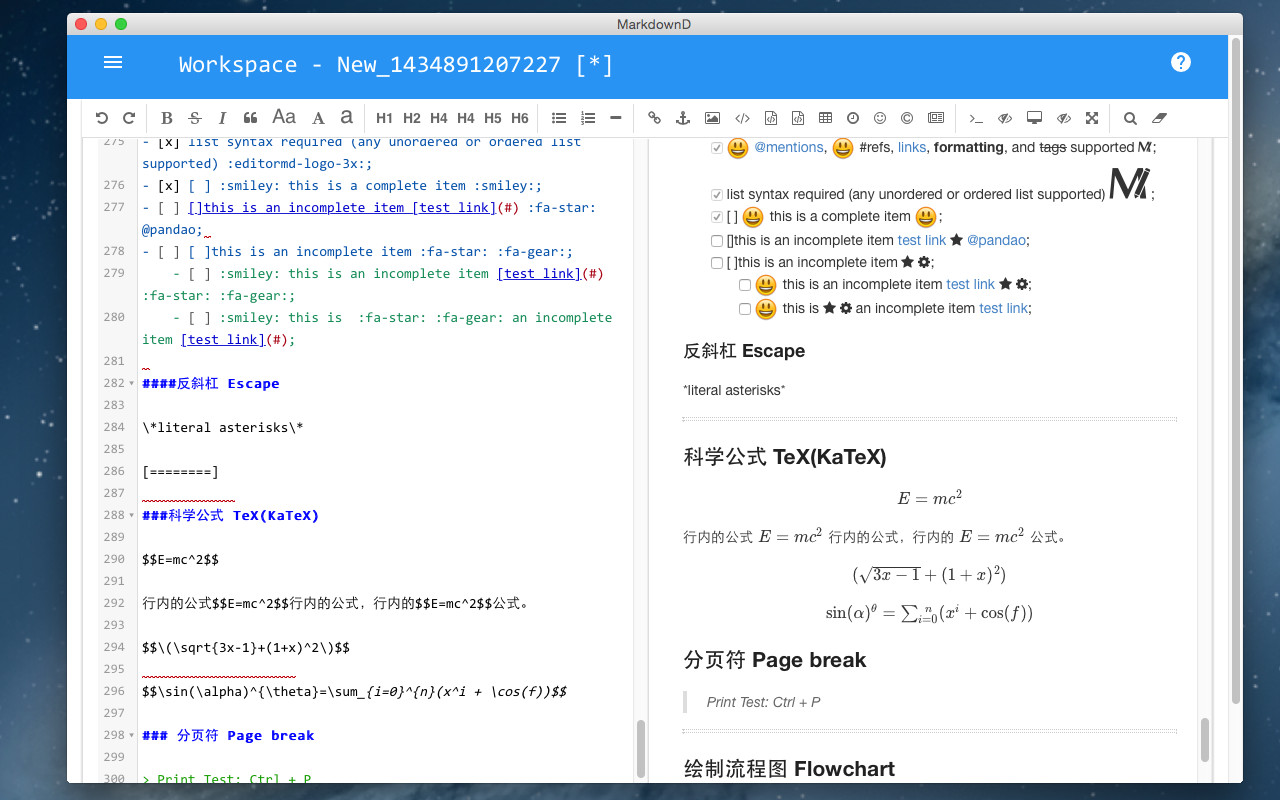 MarkdownD
Workspace - New_1434891207227 [*]
B S I Aa A a H1 H2 H4 H4 H5 H6
275 - [x] list syntax required (any unordered or ordered list
supported) :editormd-logo-3x:;
276 - [x] [ ] :smiley: this is a complete item :smiley:;
277 - [ ] []this is an incomplete item [test link](#) :fa-star:
@pandao;
278 - [ ] [ ]this is an incomplete item :fa-star: :fa-gear:;
279 - [ ] :smiley: this is an incomplete item [test link](#)
:fa-star: :fa-gear:;
280 - [ ] :smiley: this is  :fa-star: :fa-gear: an incomplete
item [test link](#);
281
282 ####反斜杠 Escape
283
284 \*literal asterisks\*
285
286 [========]
287
288 ###科学公式 TeX(KaTeX)
289
290 $$E=mc^2$$
291
292 行内的公式$$E=mc^2$$行内的公式，行内的$$E=mc^2$$公式。
293
294 $$\(\sqrt{3x-1}+(1+x)^2\)$$
295
296 $$\sin(\alpha)^{\theta}=\sum_{i=0}^{n}(x^i + \cos(f))$$
297
298 ### 分页符 Page break
299
300 > Print Test: Ctrl + P
😃 @mentions, 😃 #refs, links, formatting, and tags supported M;
list syntax required (any unordered or ordered list supported) M;
[ ] 😃 this is a complete item 😃;
[]this is an incomplete item test link ★ @pandao;
[ ]this is an incomplete item ★ ⚙;
😃 this is an incomplete item test link ★ ⚙;
😃 this is ★ ⚙ an incomplete item test link;
反斜杠 Escape
*literal asterisks*
科学公式 TeX(KaTeX)
E = mc²
行内的公式 E = mc² 行内的公式，行内的 E = mc² 公式。
(√3x − 1 + (1 + x)²)
sin(α)^θ = ∑_{i=0}^n (x^i + cos(f))
分页符 Page break
Print Test: Ctrl + P
绘制流程图 Flowchart